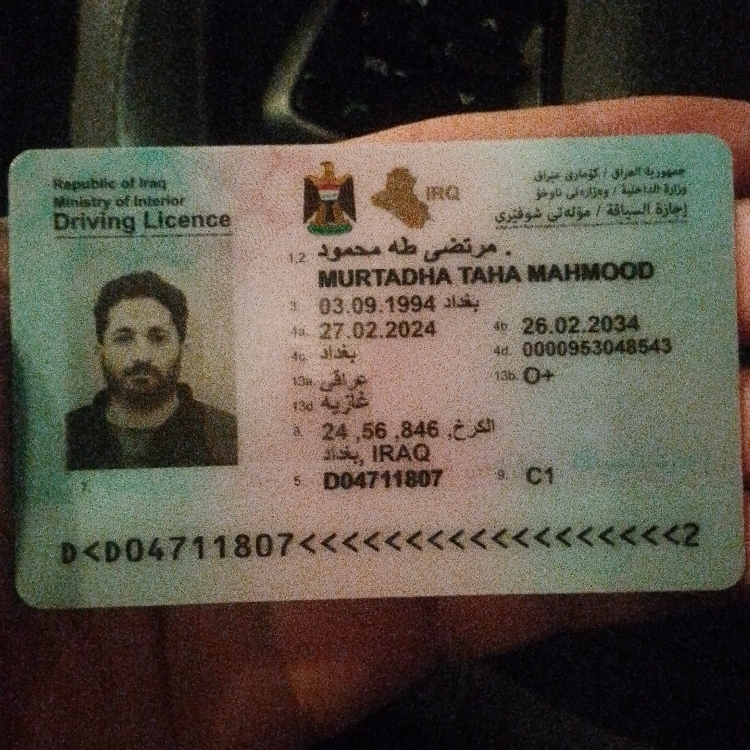 Republic of Iraq
Ministry of Interior
Driving Licence
IRQ
جمهورية العراق / كۆماری عێراق
وزارة الداخلية / وەزارەتی ناوخۆ
إجازة السياقة / مۆڵەتی شوفێری
1,2. مرتضى طه محمود .
MURTADHA TAHA MAHMOOD
3. 03.09.1994 بغداد
4a. 27.02.2024 4b. 26.02.2034
4c. بغداد 4d. 0000953048543
13a. عراقي 13b. O+
13d.
8. الكرخ, 846, 56, 24
بغداد, IRAQ
5. D04711807 9. C1
7.
D<D04711807<<<<<<<<<<<<<<<<<<2